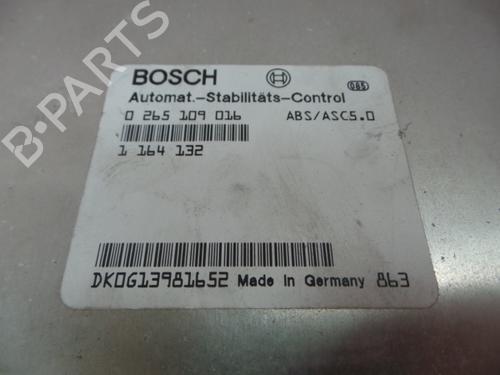 B-PARTS
BOSCH
085
Automat.-Stabilitäts-Control
0 265 109 016 ABS/ASC5.0
1 164 132
DK0G13981652 Made in Germany 863